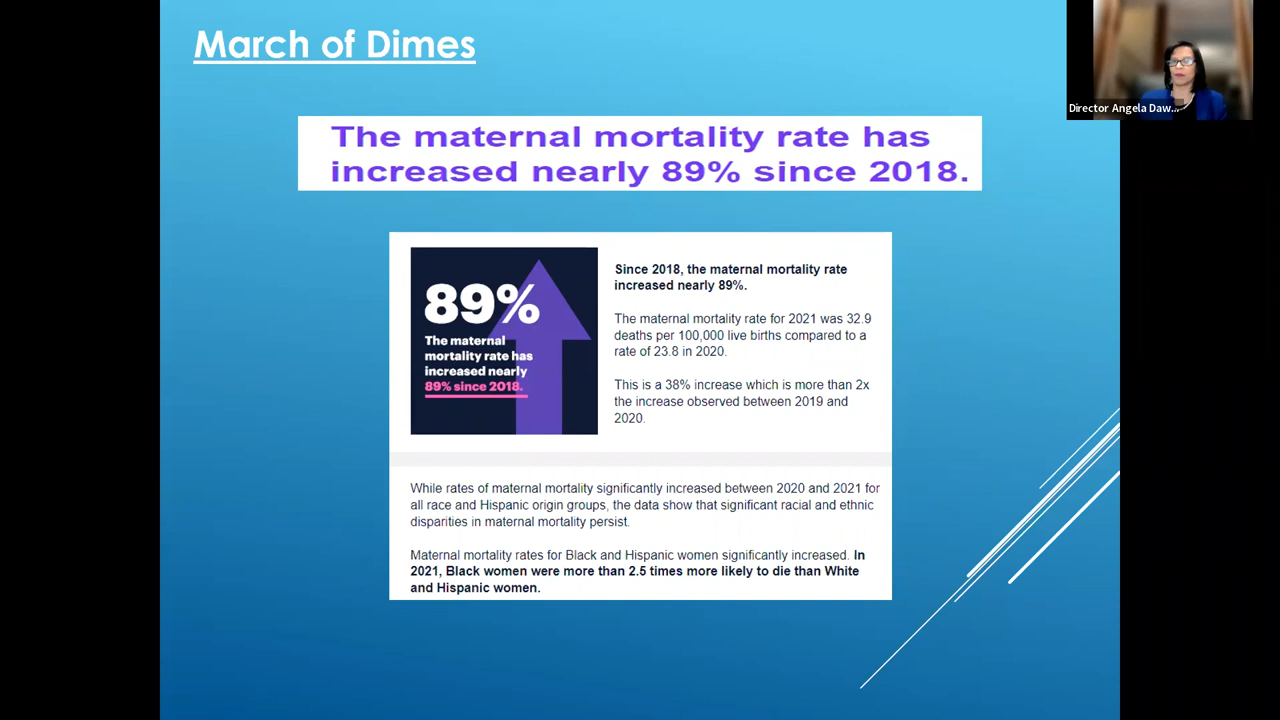 March of Dimes
Director Angela Daw...
The maternal mortality rate has
increased nearly 89% since 2018.
89%
The maternal
mortality rate has
increased nearly
89% since 2018.
Since 2018, the maternal mortality rate
increased nearly 89%.
The maternal mortality rate for 2021 was 32.9
deaths per 100,000 live births compared to a
rate of 23.8 in 2020.
This is a 38% increase which is more than 2x
the increase observed between 2019 and
2020.
While rates of maternal mortality significantly increased between 2020 and 2021 for
all race and Hispanic origin groups, the data show that significant racial and ethnic
disparities in maternal mortality persist.
Maternal mortality rates for Black and Hispanic women significantly increased. In
2021, Black women were more than 2.5 times more likely to die than White
and Hispanic women.